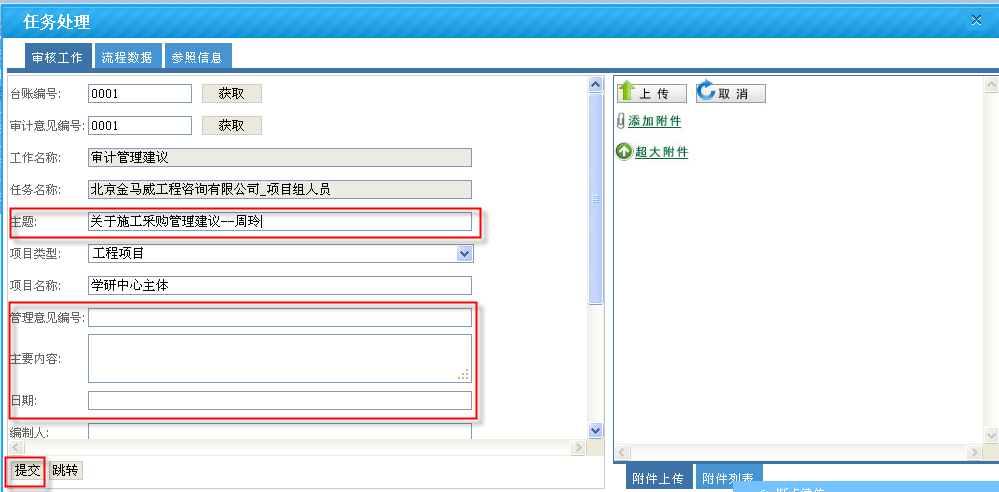 任务处理
审核工作 流程数据 参照信息
台账编号: 0001 获取
审计意见编号: 0001 获取
工作名称: 审计管理建议
任务名称: 北京金马威工程咨询有限公司_项目组人员
主题: 关于施工采购管理建议--周玲
项目类型: 工程项目
项目名称: 学研中心主体
管理意见编号:
主要内容:
日期:
编制人:
提交 跳转
上传 取消
添加附件
超大附件
附件上传 附件列表